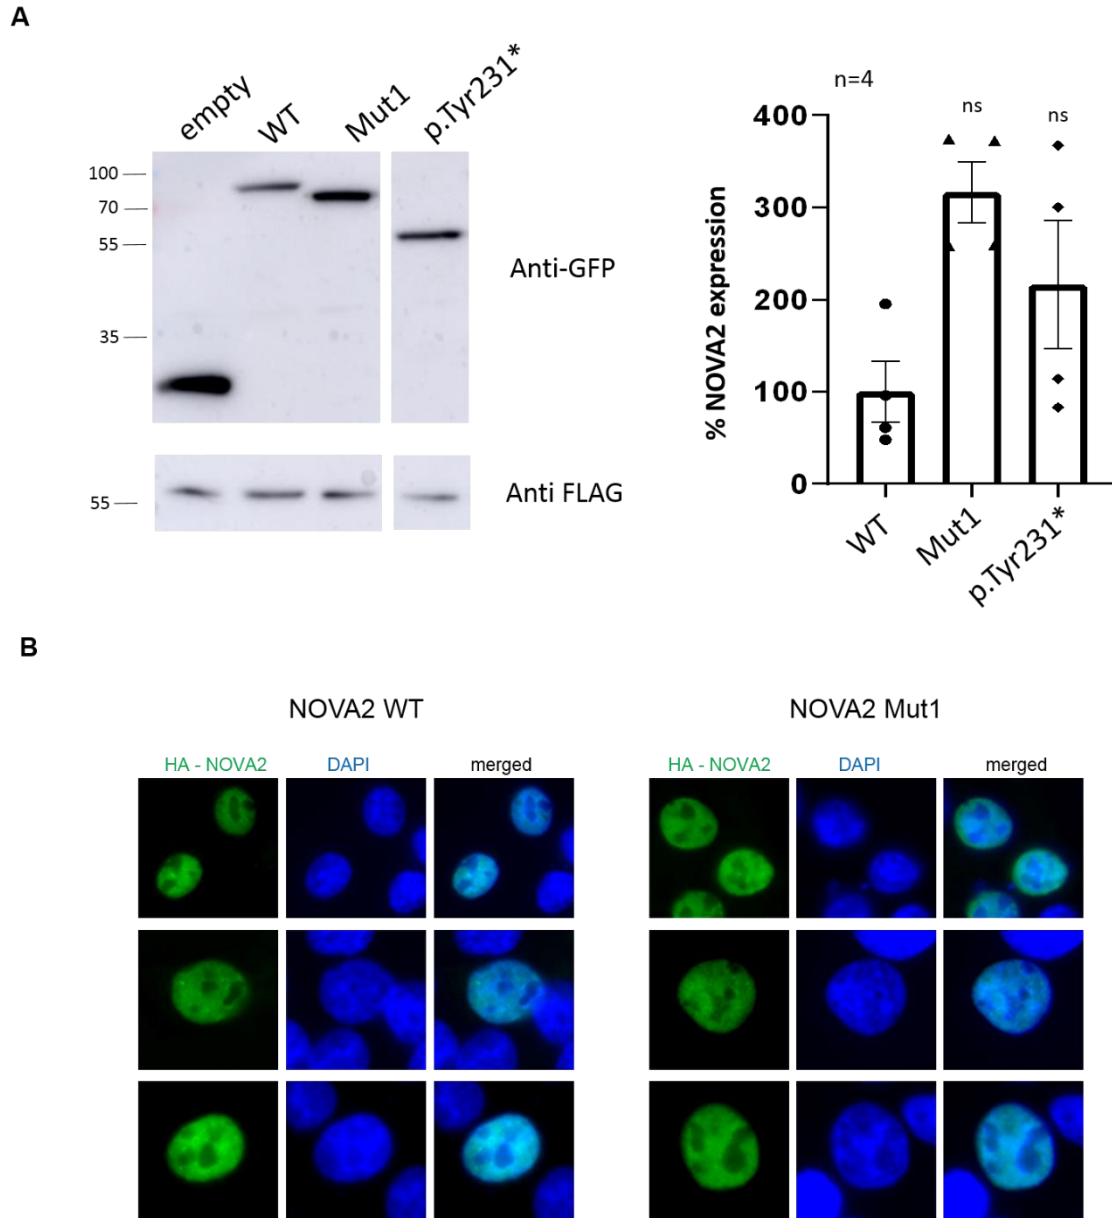 A
empty
WT
Mut1
p.Tyr231*
100
70
55
35
Anti-GFP
55
Anti FLAG
n=4
ns
ns
400
300
200
100
0
% NOVA2 expression
WT
Mut1
p.Tyr231*
B
NOVA2 WT
NOVA2 Mut1
HA - NOVA2
DAPI
merged
HA - NOVA2
DAPI
merged